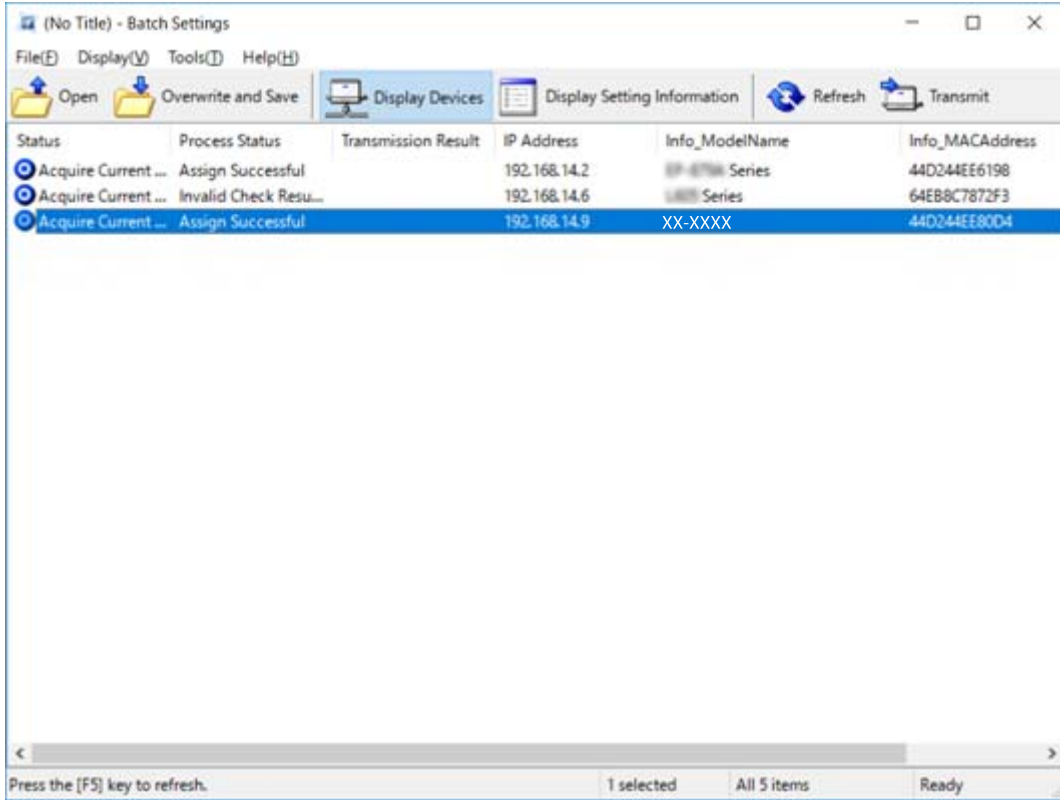 (No Title) - Batch Settings
File(F) Display(V) Tools(T) Help(H)
Open Overwrite and Save Display Devices Display Setting Information Refresh Transmit
Status Process Status Transmission Result IP Address Info_ModelName Info_MACAddress
Acquire Current ... Assign Successful 192.168.14.2 Series 44D244EE6198
Acquire Current ... Invalid Check Resu... 192.168.14.6 Series 64EB8C7872F3
Acquire Current ... Assign Successful 192.168.14.9 XX-XXXX 44D244EE80D4
Press the [F5] key to refresh. 1 selected All 5 items Ready